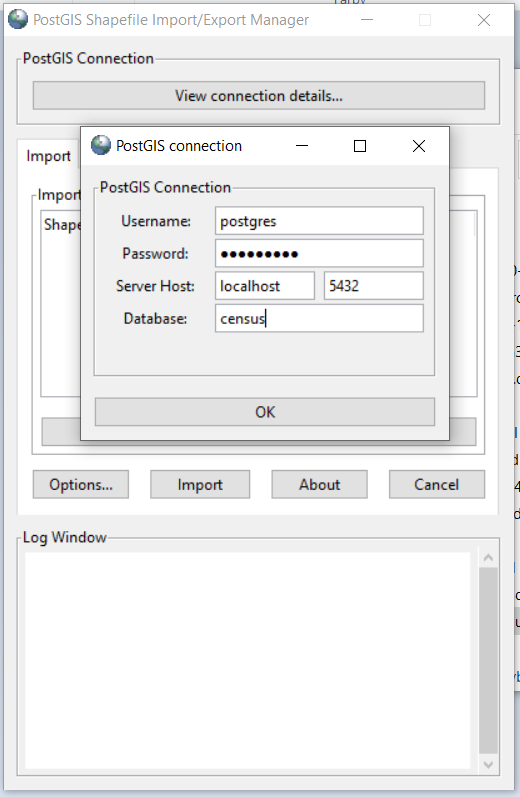 PostGIS Shapefile Import/Export Manager
PostGIS Connection
View connection details...
Import
PostGIS connection
Import
Shape
PostGIS Connection
Username: postgres
Password: •••••••••
Server Host: localhost 5432
Database: census
OK
Options... Import About Cancel
Log Window